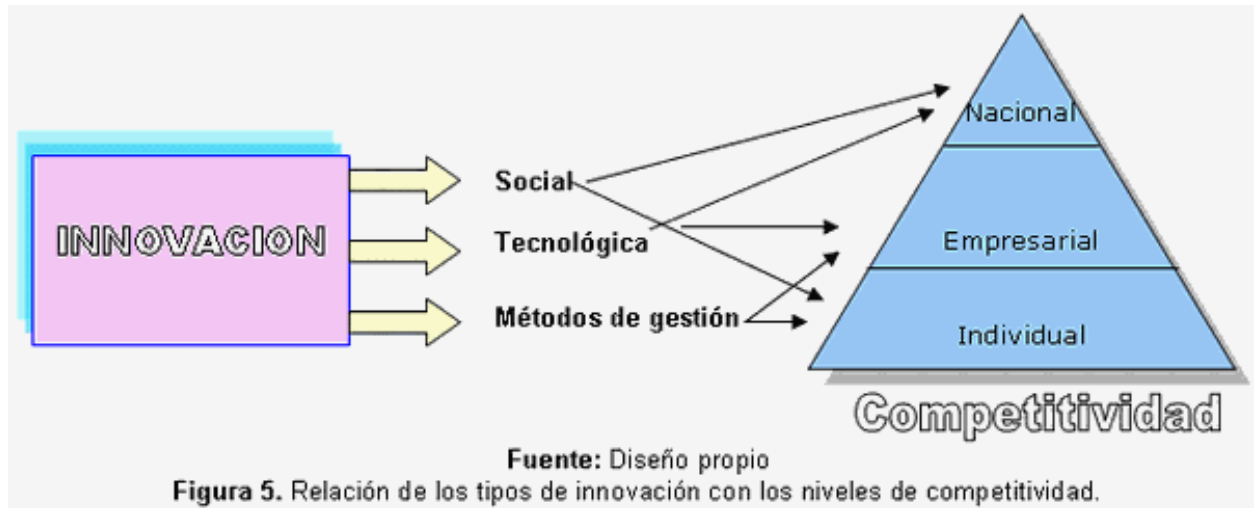 INNOVACION
Social
Tecnológica
Métodos de gestión
Nacional
Empresarial
Individual
Competitividad
Fuente: Diseño propio
Figura 5. Relación de los tipos de innovación con los niveles de competitividad.